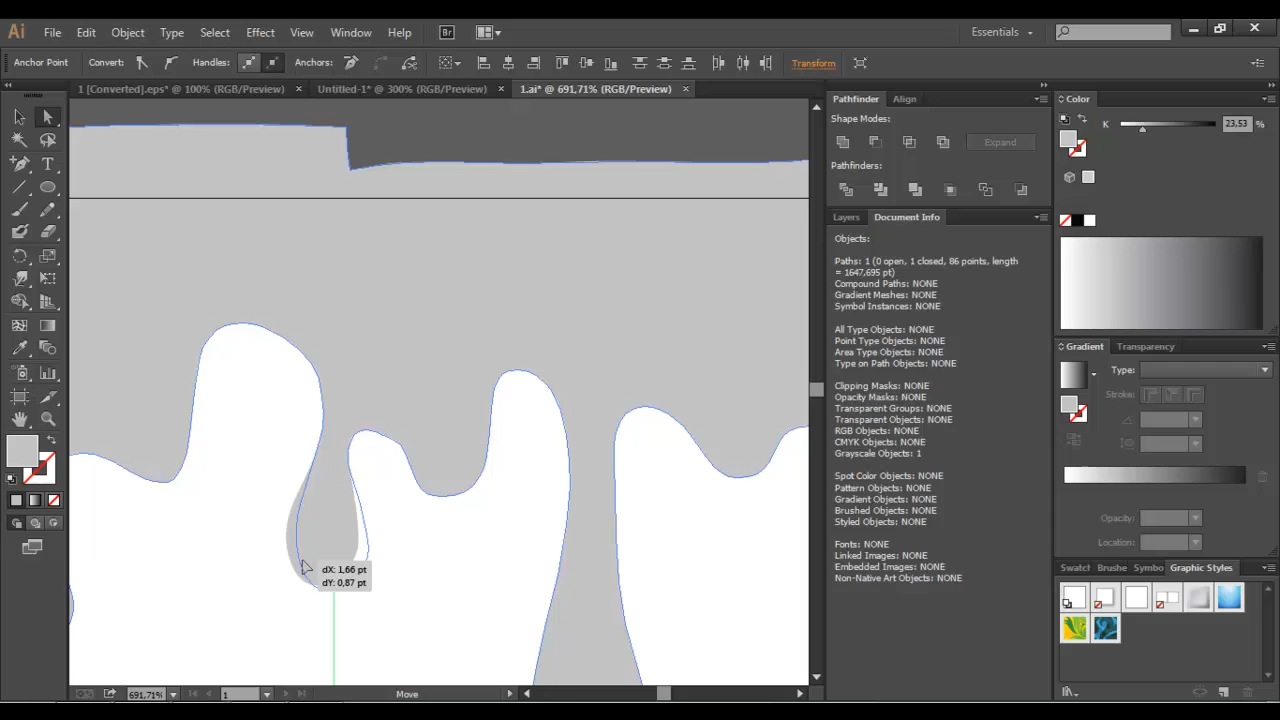 Ai File Edit Object Type Select Effect View Window Help Br Essentials
Anchor Point Convert: Handles: Anchors: Transform
1 [Converted].eps* @ 100% (RGB/Preview) × Untitled-1* @ 300% (RGB/Preview) × 1.ai* @ 691,71% (RGB/Preview) ×
Pathfinder Align
Shape Modes:
Expand
Pathfinders:
Layers Document Info
Objects:
Paths: 1 (0 open, 1 closed, 86 points, length
= 1647,695 pt)
Compound Paths: NONE
Gradient Meshes: NONE
Symbol Instances: NONE
All Type Objects: NONE
Point Type Objects: NONE
Area Type Objects: NONE
Type on Path Objects: NONE
Clipping Masks: NONE
Opacity Masks: NONE
Transparent Groups: NONE
Transparent Objects: NONE
RGB Objects: NONE
CMYK Objects: NONE
Grayscale Objects: 1
Spot Color Objects: NONE
Pattern Objects: NONE
Gradient Objects: NONE
Brushed Objects: NONE
Styled Objects: NONE
Fonts: NONE
Linked Images: NONE
Embedded Images: NONE
Non-Native Art Objects: NONE
Color
K 23,53 %
Gradient Transparency
Type:
Stroke:
Opacity:
Location:
Swatch Brushe Symbo Graphic Styles
dX: 1,66 pt
dY: 0,87 pt
691,71% 1 Move